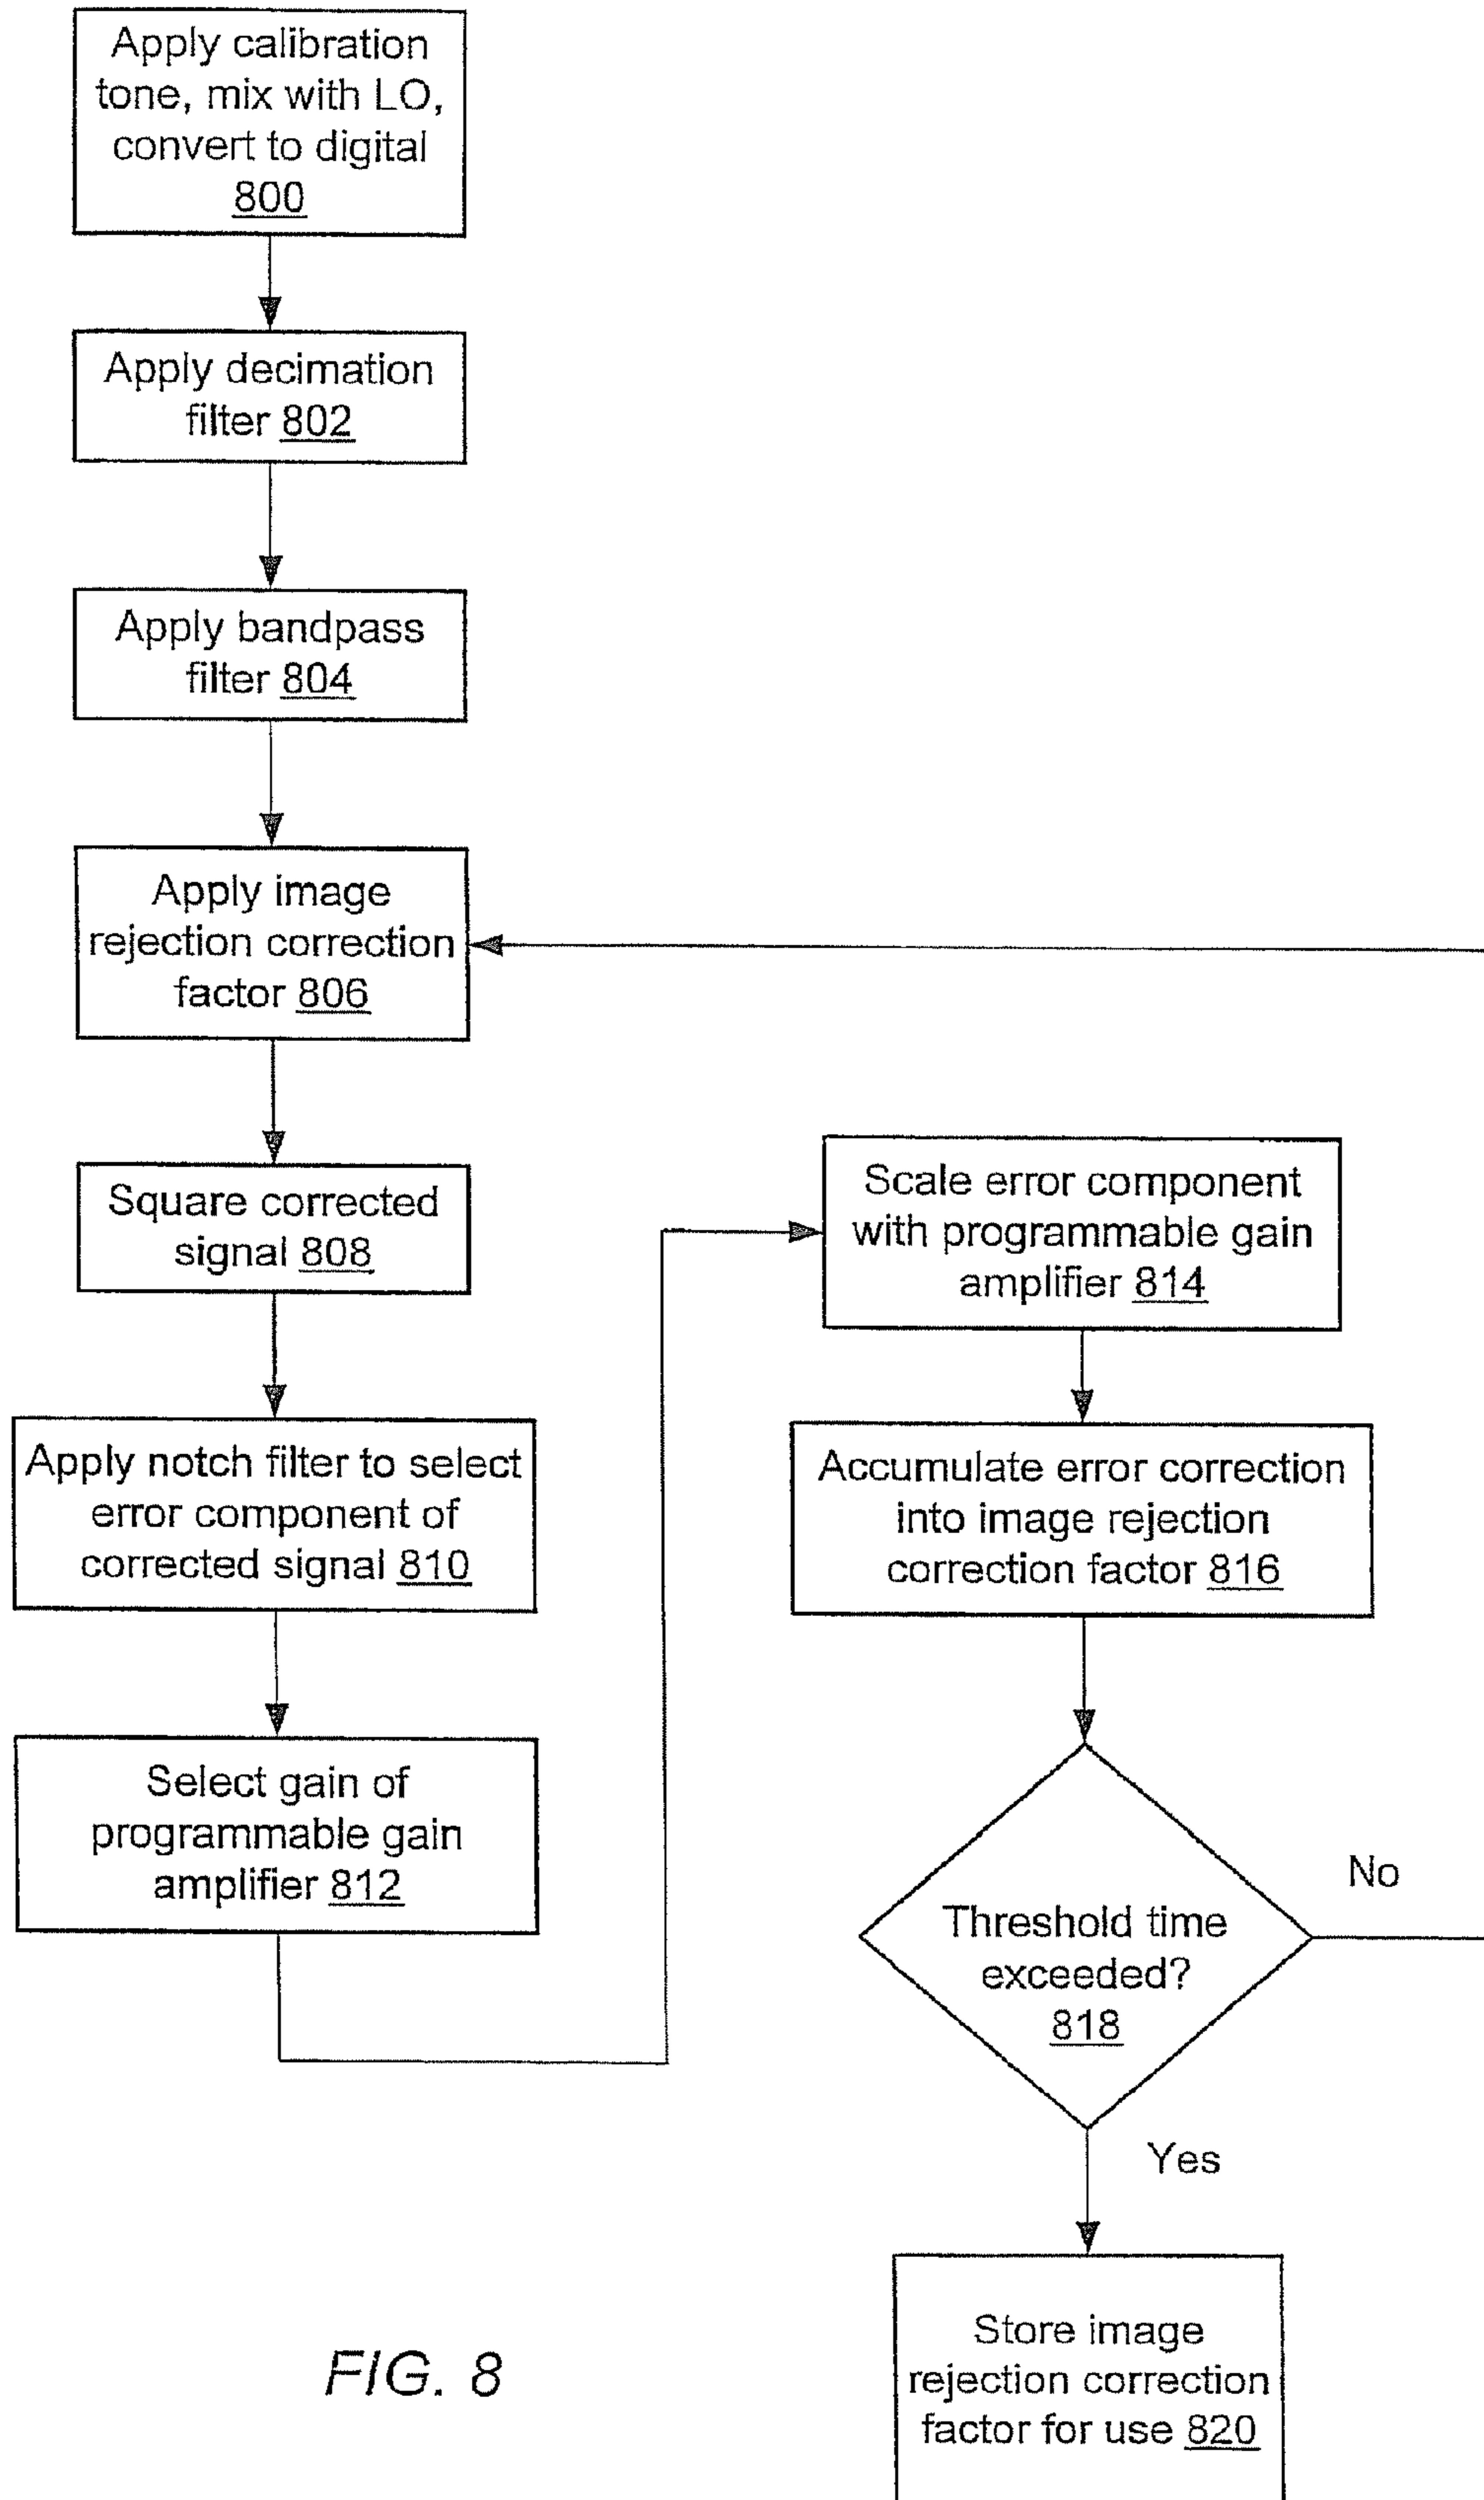 Apply calibration
tone, mix with LO,
convert to digital
800
Apply decimation
filter 802
Apply bandpass
filter 804
Apply image
rejection correction
factor 806
Square corrected
signal 808
Apply notch filter to select
error component of
corrected signal 810
Select gain of
programmable gain
amplifier 812
Scale error component
with programmable gain
amplifier 814
Accumulate error correction
into image rejection
correction factor 816
Threshold time
exceeded?
818
No
Yes
Store image
rejection correction
factor for use 820
FIG. 8